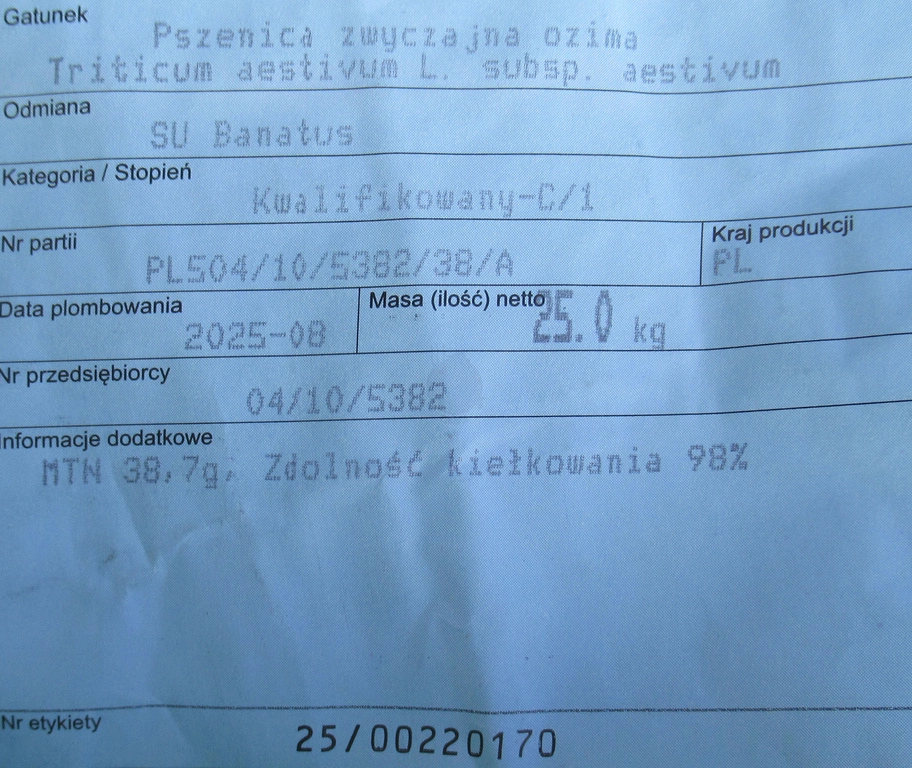 Gatunek
Pszenica zwyczajna ozima
Triticum aestivum L. subsp. aestivum
Odmiana
SU Banatus
Kategoria / Stopień
Kwalifikowany-C/1
Nr partii
PL504/10/5382/38/A
Kraj produkcji
PL
Data plombowania
2025-08
Masa (ilość) netto
25.0 kg
Nr przedsiębiorcy
04/10/5382
Informacje dodatkowe
MTN 38,7g, Zdolność kiełkowania 98%
Nr etykiety
25/00220170